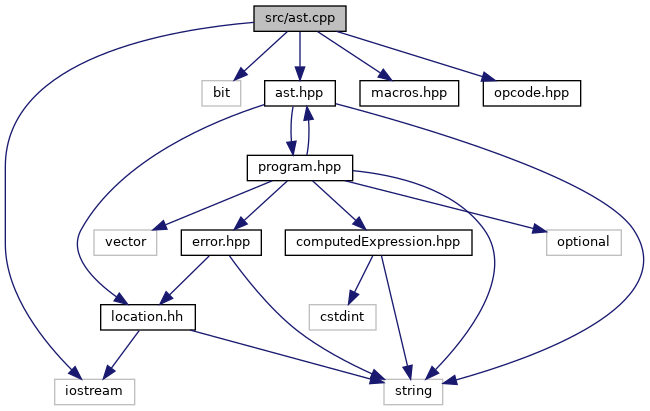 src/ast.cpp
bit
ast.hpp
macros.hpp
opcode.hpp
program.hpp
vector
error.hpp
computedExpression.hpp
optional
location.hh
cstdint
iostream
string